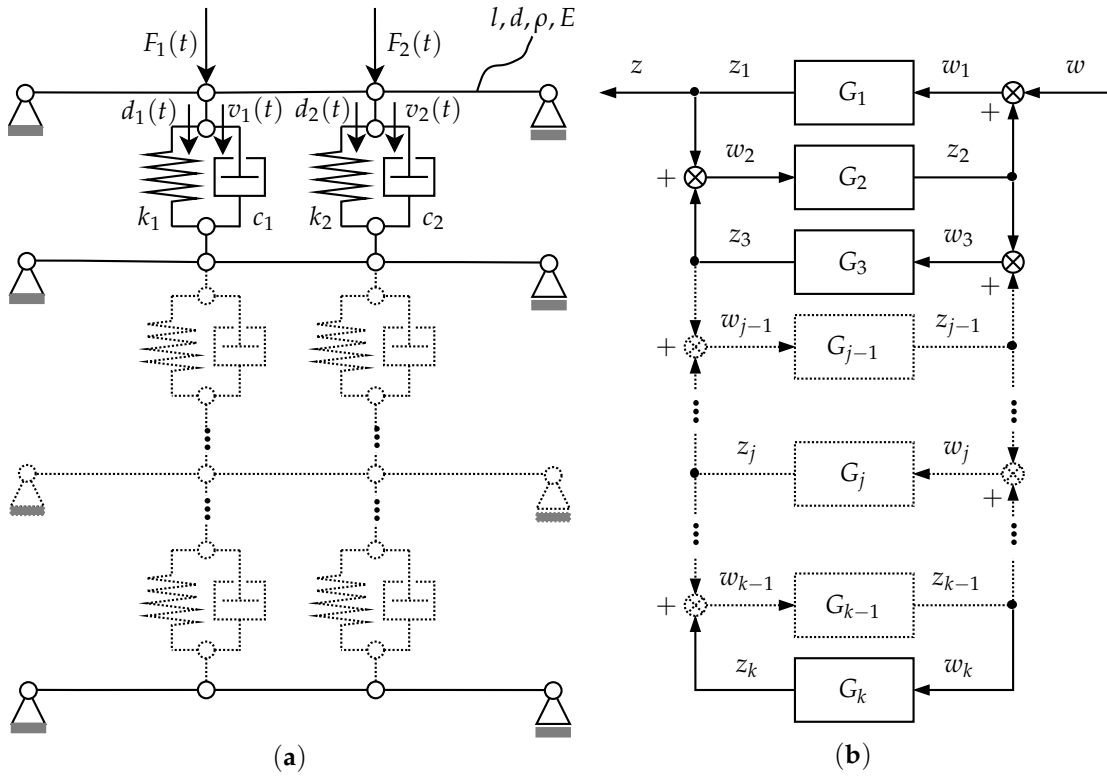 F₁(t) F₂(t) l, d, ρ, E
d₁(t) v₁(t) d₂(t) v₂(t)
k₁ c₁ k₂ c₂
(a)
z z₁ G₁ w₁ w
+
+ w₂ G₂ z₂
z₃ G₃ w₃
+
+ w_{j−1} G_{j−1} z_{j−1}
z_j G_j w_j
+
+ w_{k−1} G_{k−1} z_{k−1}
z_k G_k w_k
(b)